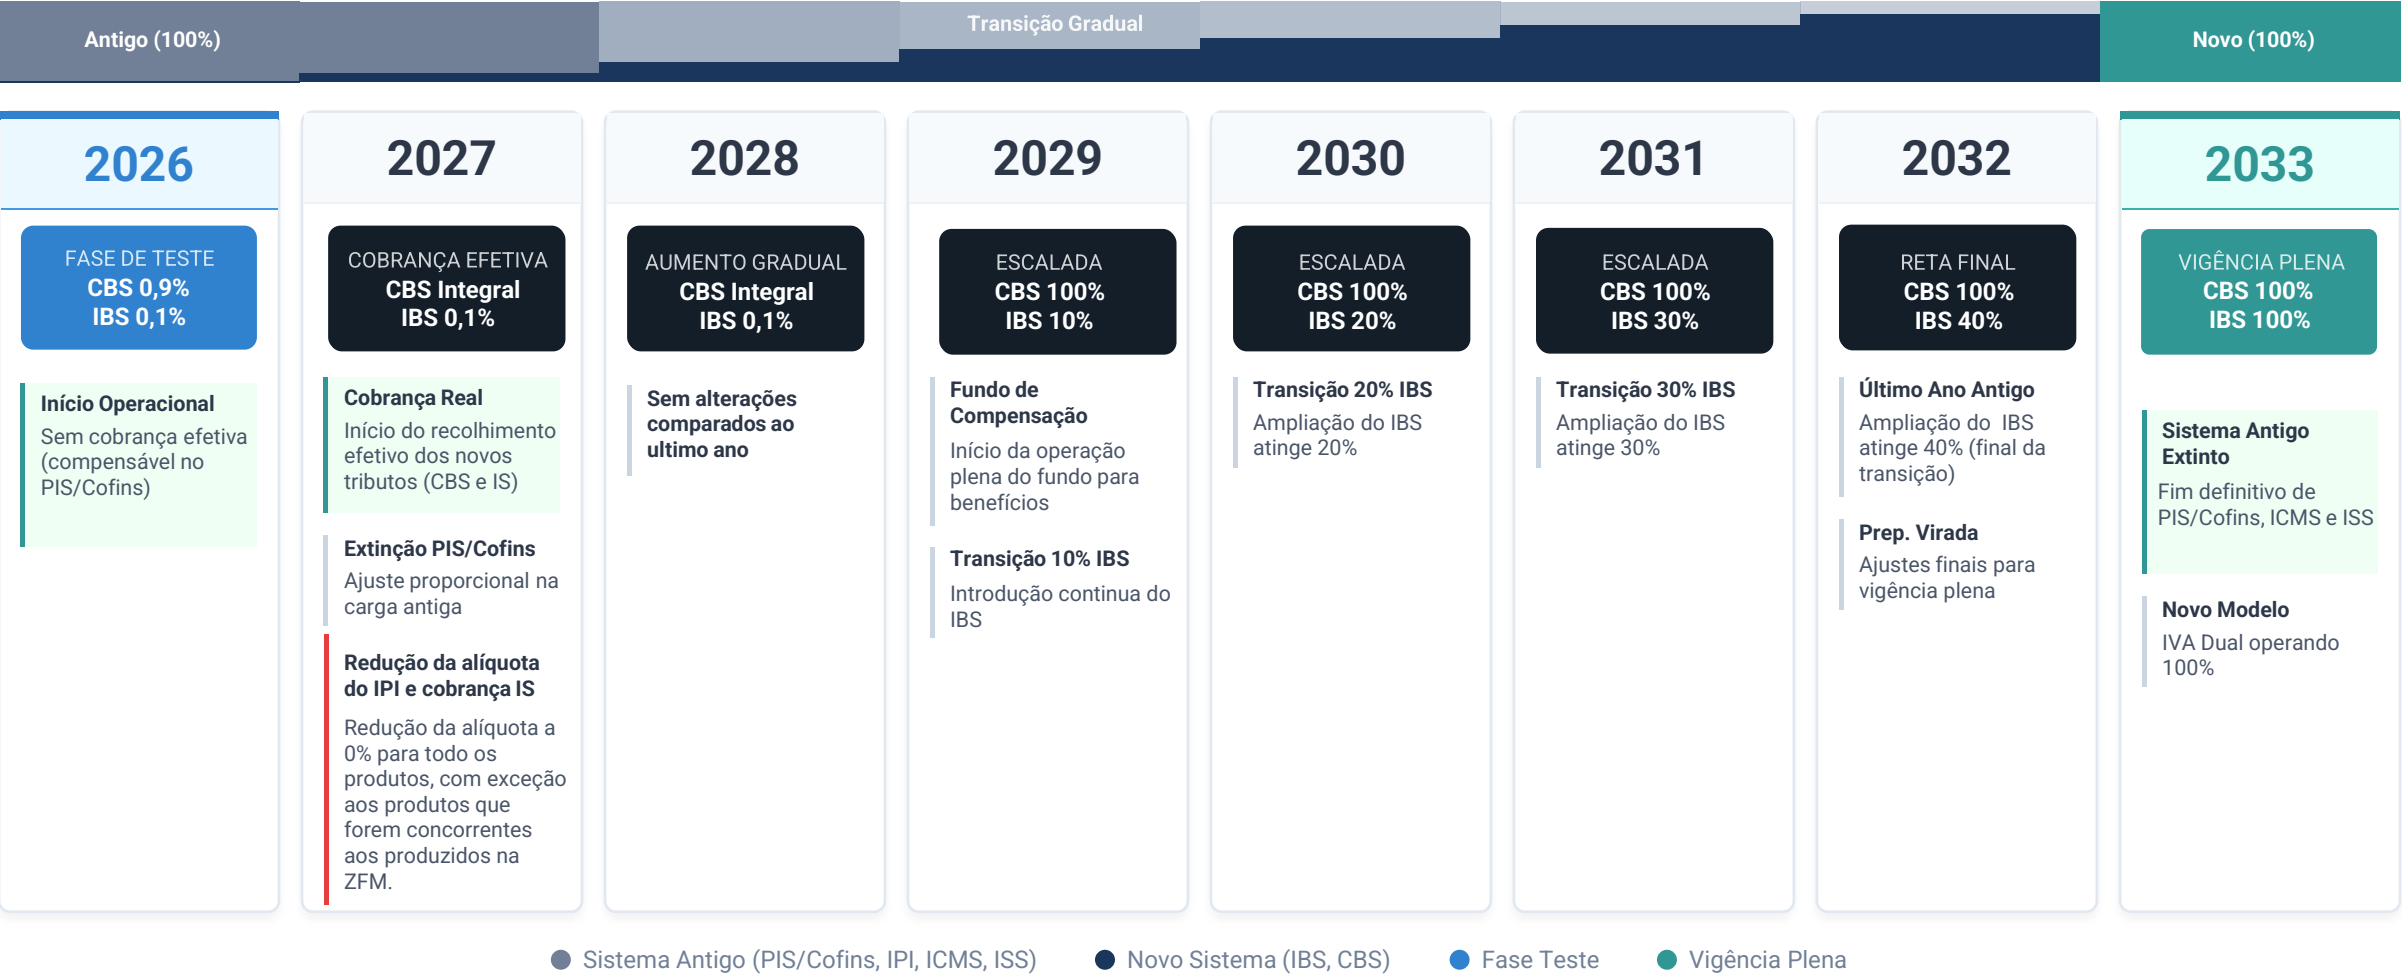 Antigo (100%)
Transição Gradual
Novo (100%)
2026
FASE DE TESTE
CBS 0,9%
IBS 0,1%
Início Operacional
Sem cobrança efetiva
(compensável no
PIS/Cofins)
2027
COBRANÇA EFETIVA
CBS Integral
IBS 0,1%
Cobrança Real
Início do recolhimento
efetivo dos novos
tributos (CBS e IS)
Extinção PIS/Cofins
Ajuste proporcional na
carga antiga
Redução da alíquota
do IPI e cobrança IS
Redução da alíquota a
0% para todo os
produtos, com exceção
aos produtos que
forem concorrentes
aos produzidos na
ZFM.
2028
AUMENTO GRADUAL
CBS Integral
IBS 0,1%
Sem alterações
comparados ao
ultimo ano
2029
ESCALADA
CBS 100%
IBS 10%
Fundo de
Compensação
Início da operação
plena do fundo para
benefícios
Transição 10% IBS
Introdução continua do
IBS
2030
ESCALADA
CBS 100%
IBS 20%
Transição 20% IBS
Ampliação do IBS
atinge 20%
2031
ESCALADA
CBS 100%
IBS 30%
Transição 30% IBS
Ampliação do IBS
atinge 30%
2032
RETA FINAL
CBS 100%
IBS 40%
Último Ano Antigo
Ampliação do  IBS
atinge 40% (final da
transição)
Prep. Virada
Ajustes finais para
vigência plena
2033
VIGÊNCIA PLENA
CBS 100%
IBS 100%
Sistema Antigo
Extinto
Fim definitivo de
PIS/Cofins, ICMS e ISS
Novo Modelo
IVA Dual operando
100%
Sistema Antigo (PIS/Cofins, IPI, ICMS, ISS)
Novo Sistema (IBS, CBS)
Fase Teste
Vigência Plena